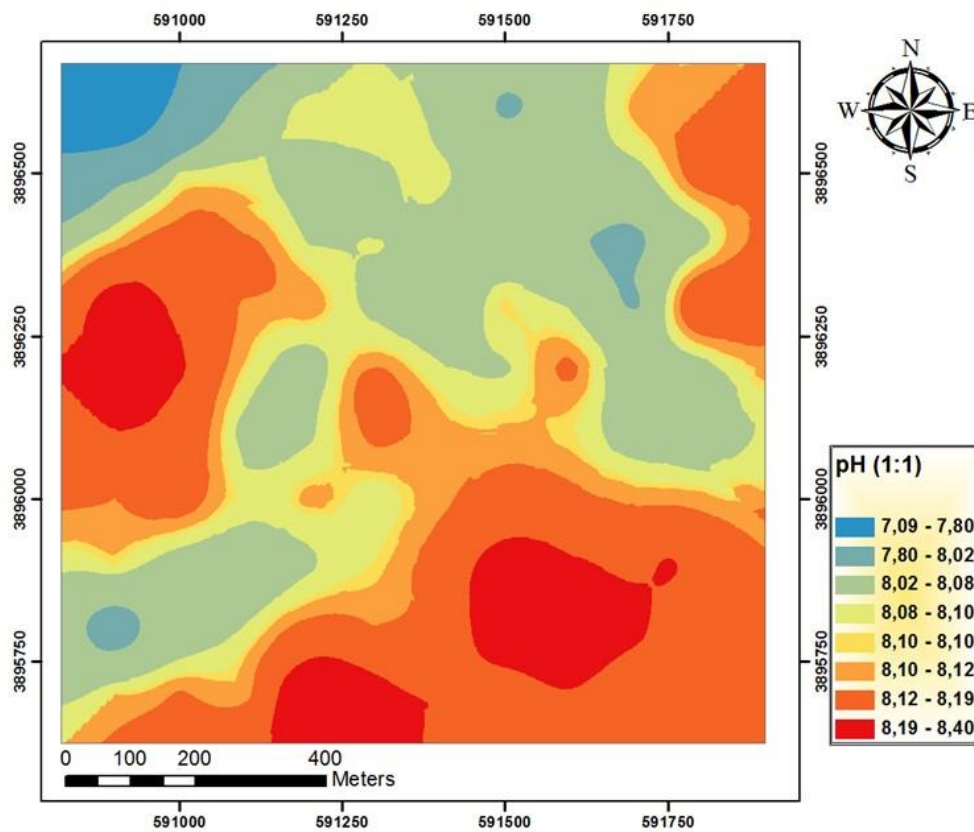 591000 591250 591500 591750
N
W E
S
3896500 3896500
3896250 3896250
3896000 3896000
3895750 3895750
pH (1:1)
7,09 - 7,80
7,80 - 8,02
8,02 - 8,08
8,08 - 8,10
8,10 - 8,10
8,10 - 8,12
8,12 - 8,19
8,19 - 8,40
0 100 200 400
Meters
591000 591250 591500 591750